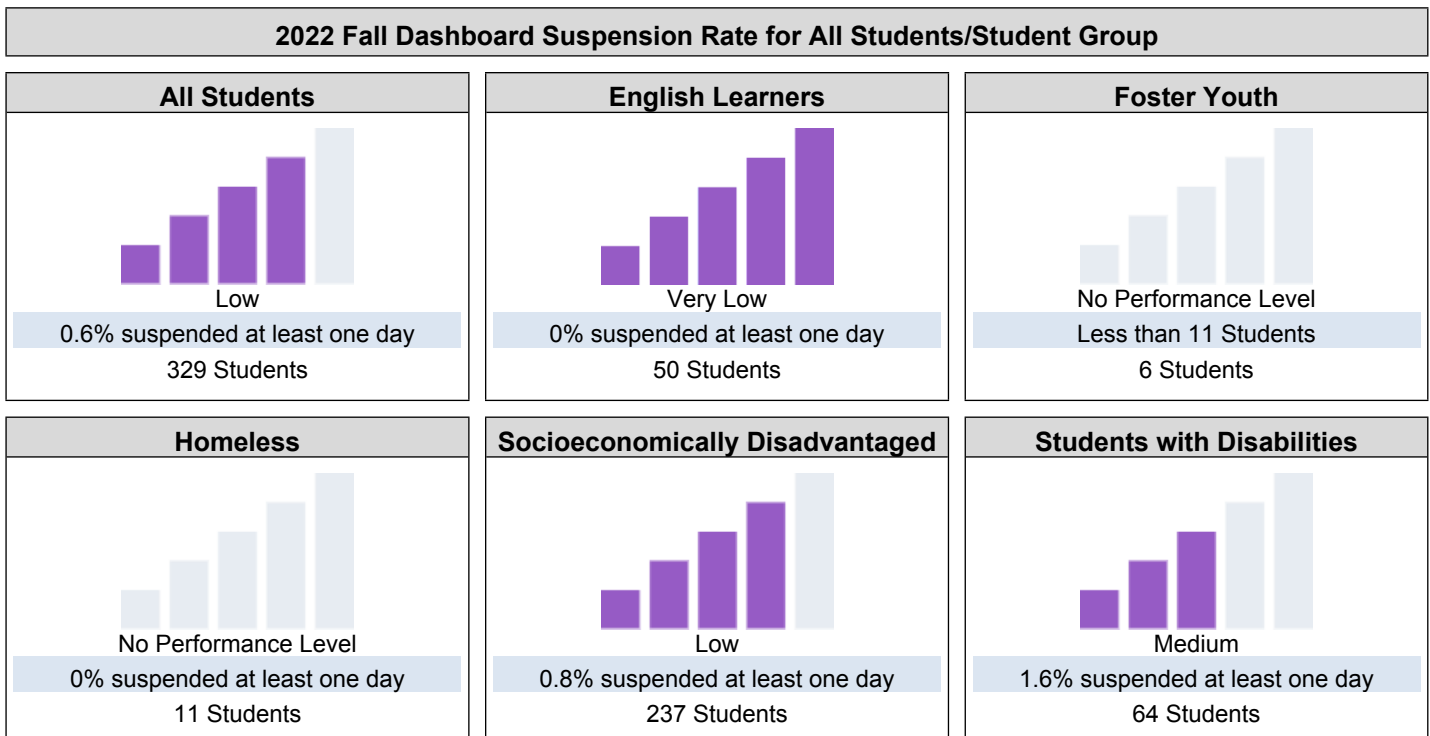 2022 Fall Dashboard Suspension Rate for All Students/Student Group
All Students
Low
0.6% suspended at least one day
329 Students
English Learners
Very Low
0% suspended at least one day
50 Students
Foster Youth
No Performance Level
Less than 11 Students
6 Students
Homeless
No Performance Level
0% suspended at least one day
11 Students
Socioeconomically Disadvantaged
Low
0.8% suspended at least one day
237 Students
Students with Disabilities
Medium
1.6% suspended at least one day
64 Students